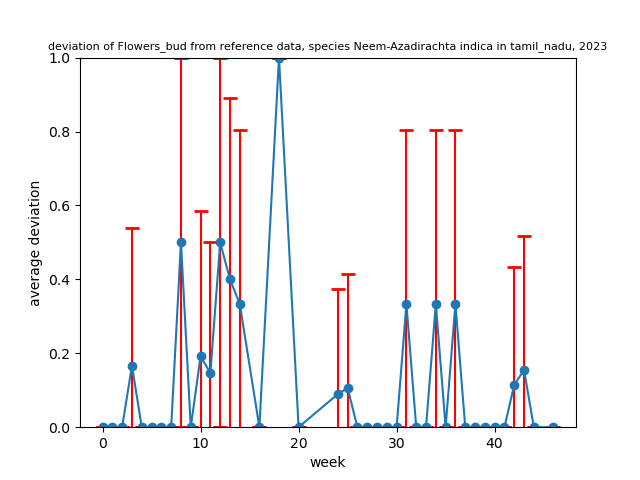 deviation of Flowers_bud from reference data, species Neem-Azadirachta indica in tamil_nadu, 2023
1.0
0.8
0.6
0.4
0.2
0.0
average deviation
0 10 20 30 40
week